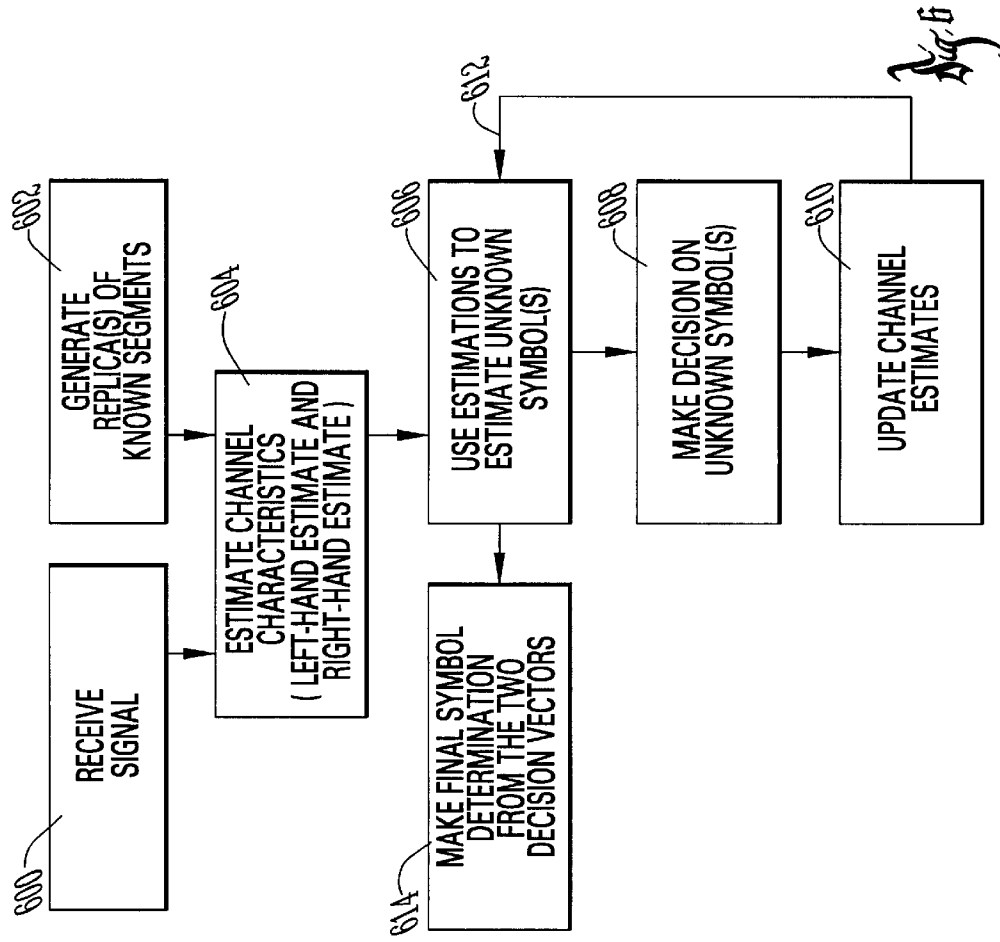 600
RECEIVE
SIGNAL
602
GENERATE
REPLICA(S) OF
KNOWN SEGMENTS
604
ESTIMATE CHANNEL
CHARACTERISTICS
( LEFT-HAND ESTIMATE AND
RIGHT-HAND ESTIMATE )
606
USE ESTIMATIONS TO
ESTIMATE UNKNOWN
SYMBOL(S)
612
614
MAKE FINAL SYMBOL
DETERMINATION
FROM THE TWO
DECISION VECTORS
608
MAKE DECISION ON
UNKNOWN SYMBOL(S)
610
UPDATE CHANNEL
ESTIMATES
Fig 6